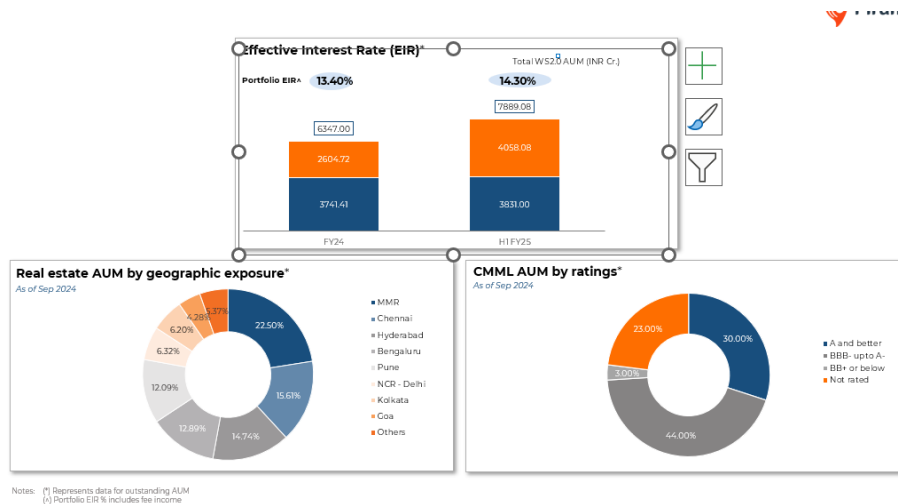 Effective Interest Rate (EIR)*
Total WS2.0 AUM (INR Cr.)
Portfolio EIR^
13.40%
14.30%
7889.08
6347.00
2604.72
4058.08
3741.41
3831.00
FY24
H1 FY25
Real estate AUM by geographic exposure*
As of Sep 2024
22.50%
15.61%
14.74%
12.89%
12.09%
6.32%
6.20%
4.28%
5.37%
MMR
Chennai
Hyderabad
Bengaluru
Pune
NCR - Delhi
Kolkata
Goa
Others
CMML AUM by ratings*
As of Sep 2024
30.00%
44.00%
3.00%
23.00%
A and better
BBB- upto A-
BB+ or below
Not rated
Notes: (*) Represents data for outstanding AUM
(^) Portfolio EIR % includes fee income